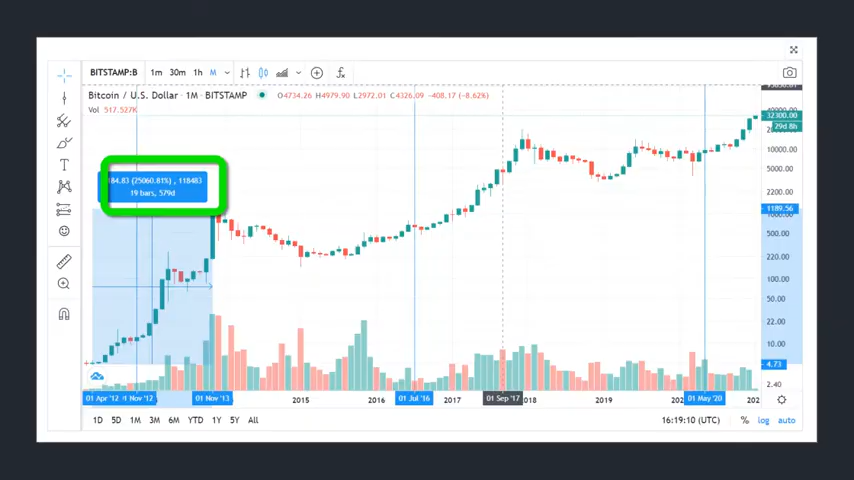 BITSTAMP:B 1m 30m 1h M
Bitcoin / U.S. Dollar · 1M · BITSTAMP O4734.26 H4979.90 L2972.01 C4326.09 -408.17 (-8.62%)
Vol 517.527K
84.83 (25060.81%) , 118483
19 bars, 579d
32300.00
29d 8h
10000.00
5000.00
2200.00
1189.56
500.00
220.00
100.00
50.00
22.00
10.00
4.73
2.40
01 Apr '12 01 Nov '13 2015 2016 01 Jul '16 2017 01 Sep '17 2019 01 May '20
1D 5D 1M 3M 6M YTD 1Y 5Y All 16:19:10 (UTC) % log auto